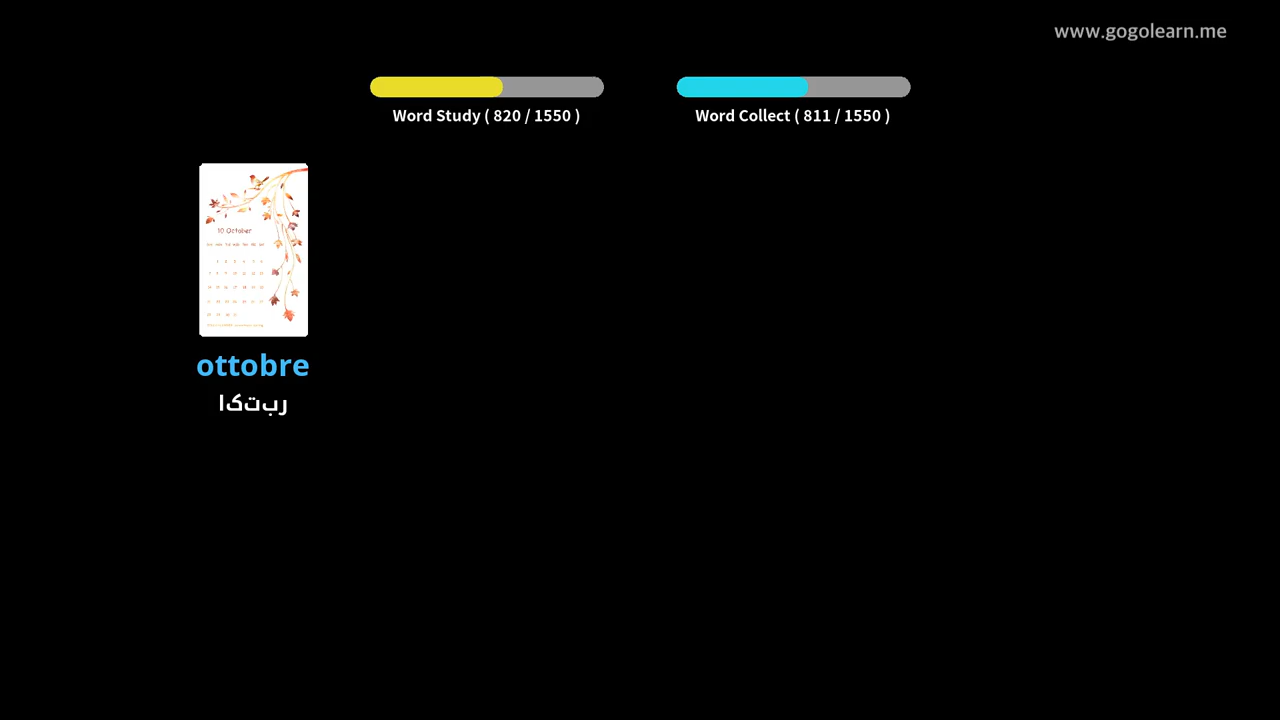 www.gogolearn.me
Word Study ( 820 / 1550 )
Word Collect ( 811 / 1550 )
10 October
ottobre
اکتبر